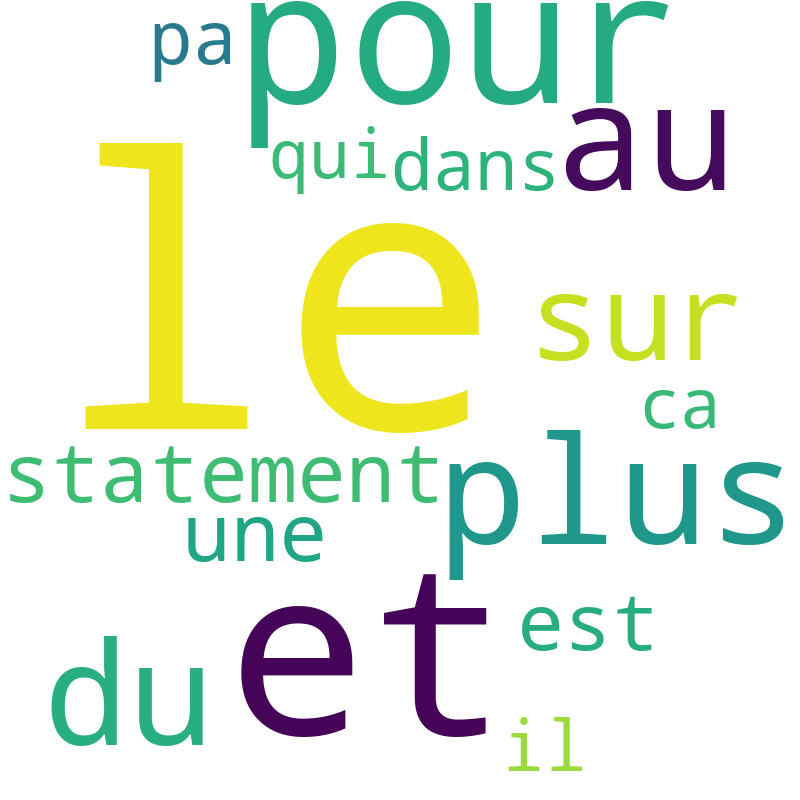 pa pour
qui dans au
le
sur
ca
statement plus
une
et est
du
il